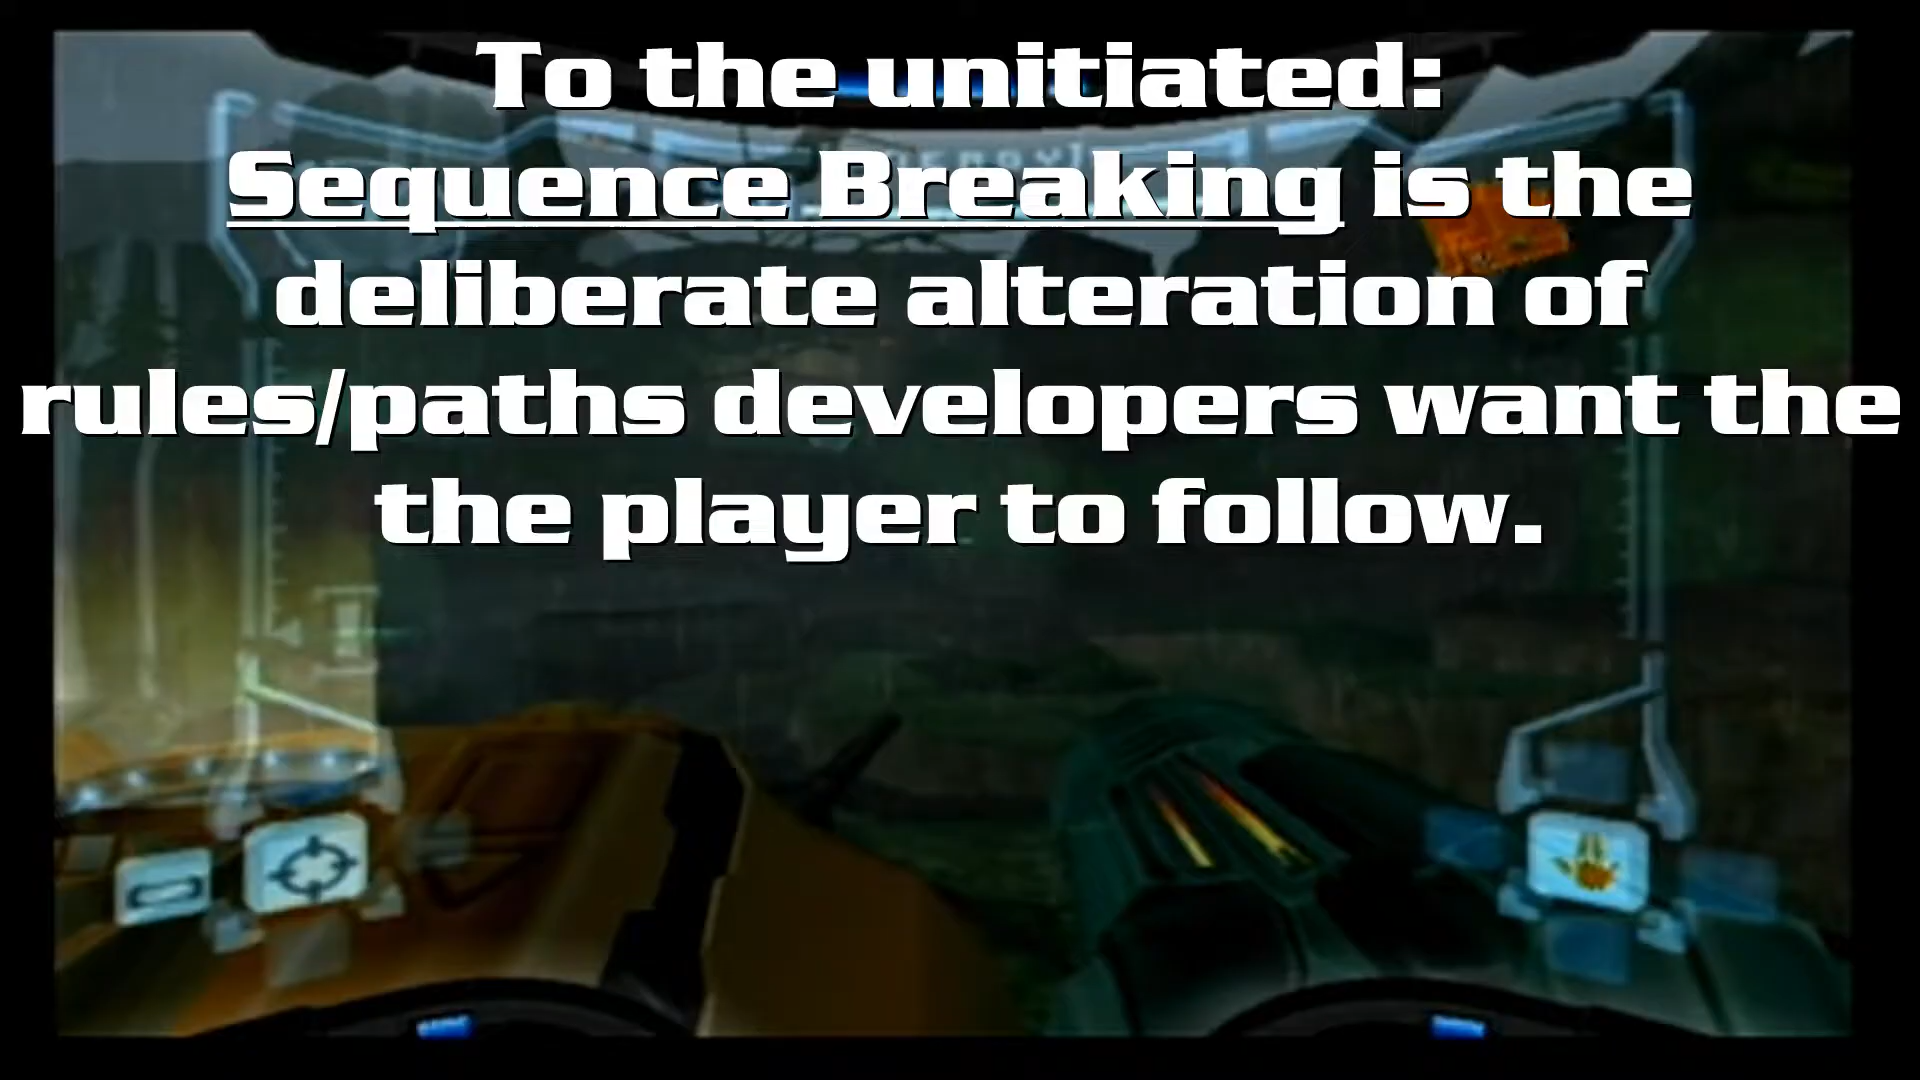 To the unitiated:
Sequence Breaking is the
deliberate alteration of
rules/paths developers want the
the player to follow.